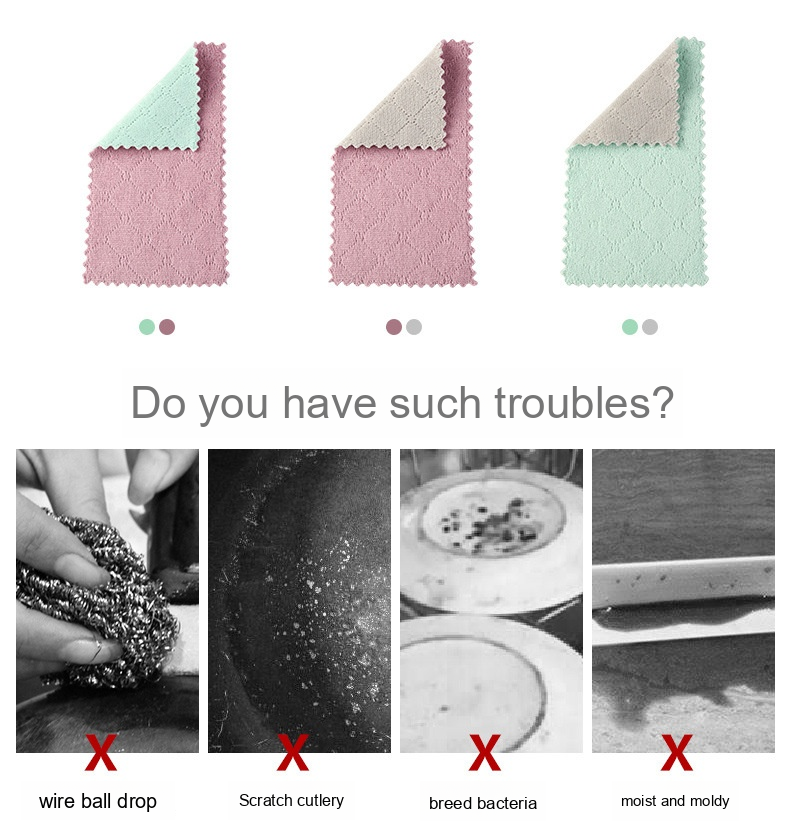 Do you have such troubles?
X
X
X
X
wire ball drop
Scratch cutlery
breed bacteria
moist and moldy